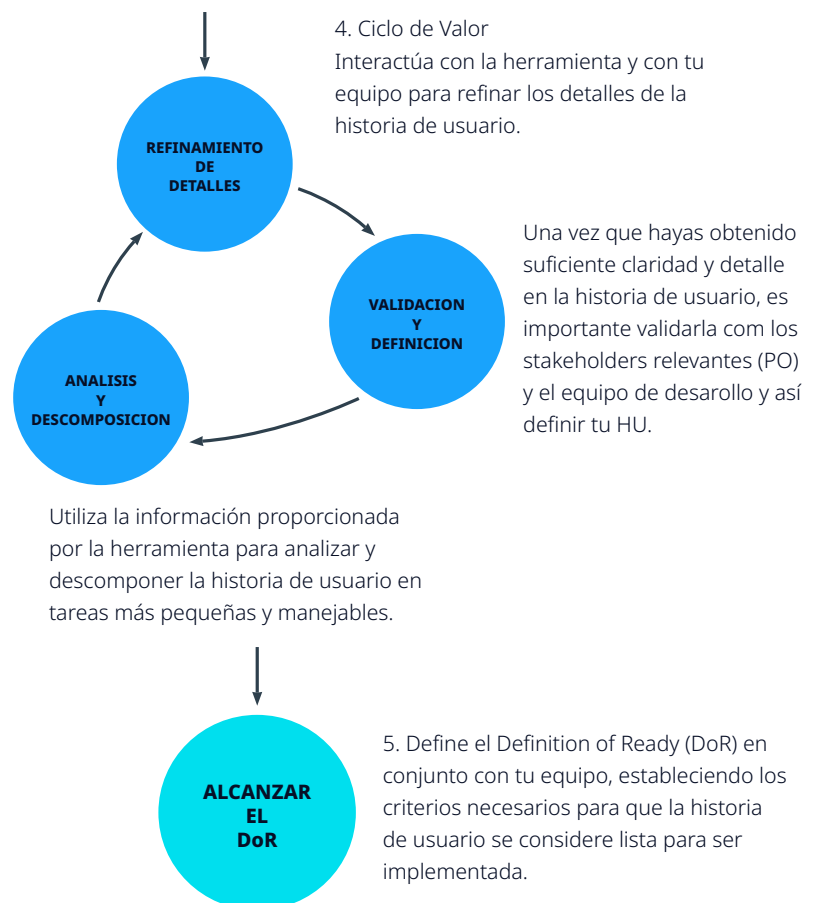 4. Ciclo de Valor
Interactúa con la herramienta y con tu
equipo para refinar los detalles de la
historia de usuario.
REFINAMIENTO
DE
DETALLES
Una vez que hayas obtenido
suficiente claridad y detalle
en la historia de usuario, es
importante validarla com los
stakeholders relevantes (PO)
y el equipo de desarollo y así
definir tu HU.
VALIDACION
Y
DEFINICION
ANALISIS
Y
DESCOMPOSICION
Utiliza la información proporcionada
por la herramienta para analizar y
descomponer la historia de usuario en
tareas más pequeñas y manejables.
ALCANZAR
EL
DoR
5. Define el Definition of Ready (DoR) en
conjunto con tu equipo, estableciendo los
criterios necesarios para que la historia
de usuario se considere lista para ser
implementada.